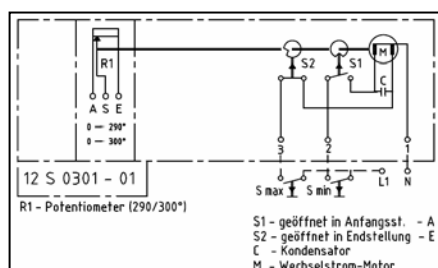 M
R1
S2
S1
C
A S E
0 — 290°
0 — 300°
3
2
1
12 S 0301 - 01
S max
S min
L1
N
R1 - Potentiometer (290/300°)
S1 - geöffnet in Anfangsst. - A
S2 - geöffnet in Endstellung - E
C - Kondensator
M - Wechselstrom-Motor